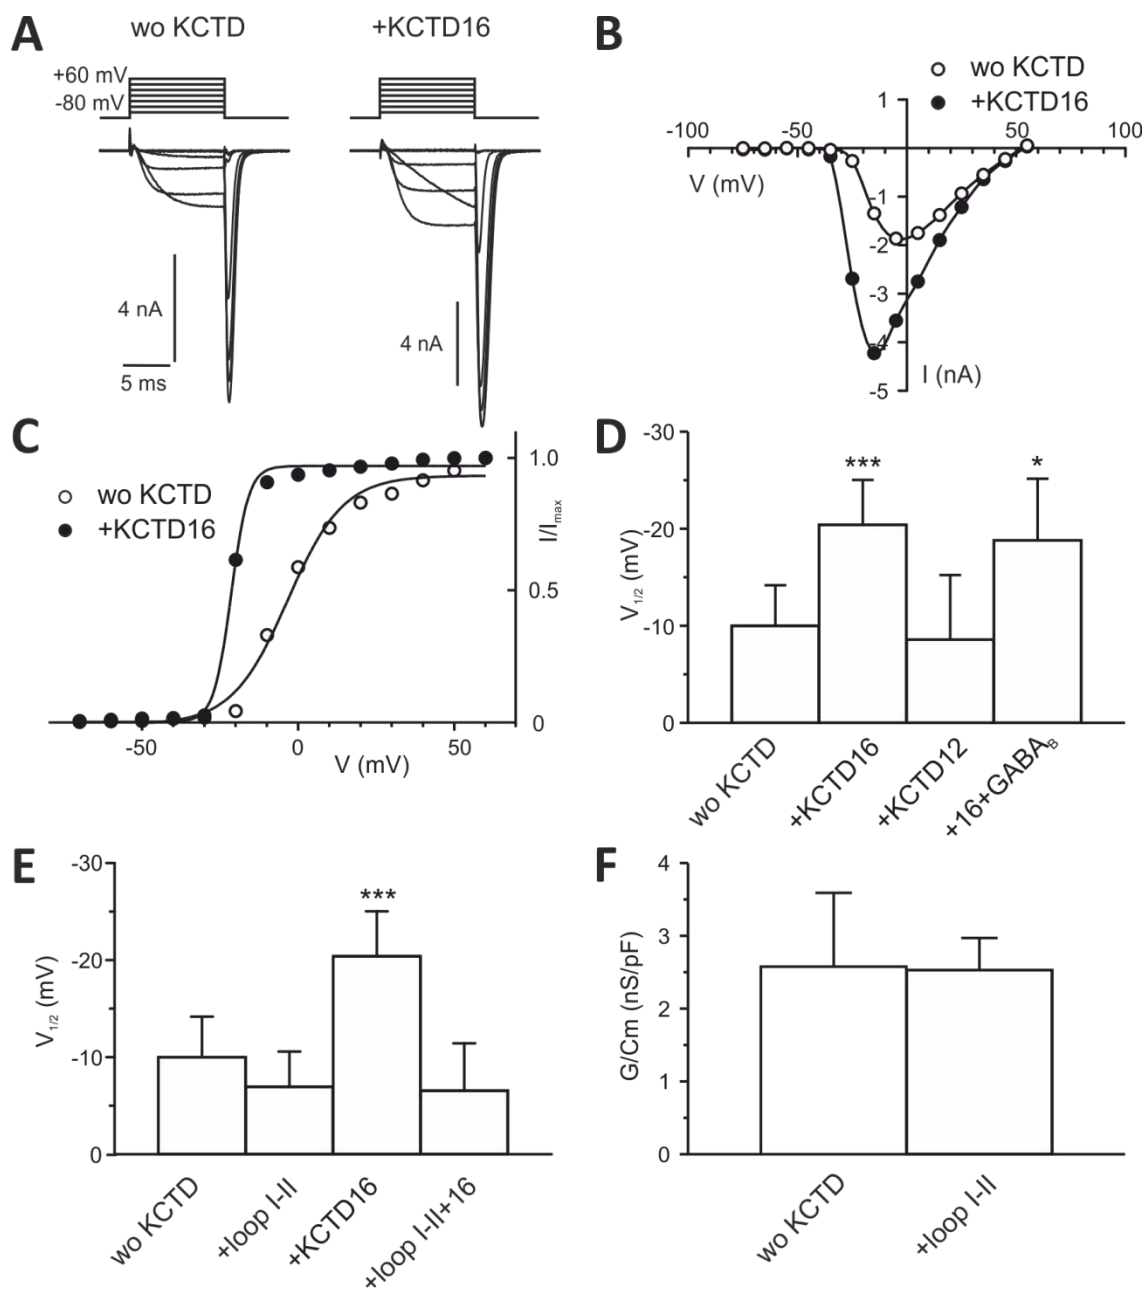 A
wo KCTD
+KCTD16
+60 mV
-80 mV
4 nA
5 ms
4 nA
B
wo KCTD
+KCTD16
1
-100
-50
0
50
100
V (mV)
-1
-2
-3
-4
-5
I (nA)
C
wo KCTD
+KCTD16
1.0
0.5
0
I/Imax
-50
0
50
V (mV)
D
-30
-20
-10
0
V1/2 (mV)
***
*
wo KCTD
+KCTD16
+KCTD12
+16+GABAB
E
-30
-20
-10
0
V1/2 (mV)
***
wo KCTD
+loop I-II
+KCTD16
+loop I-II+16
F
4
3
2
1
0
G/Cm (nS/pF)
wo KCTD
+loop I-II